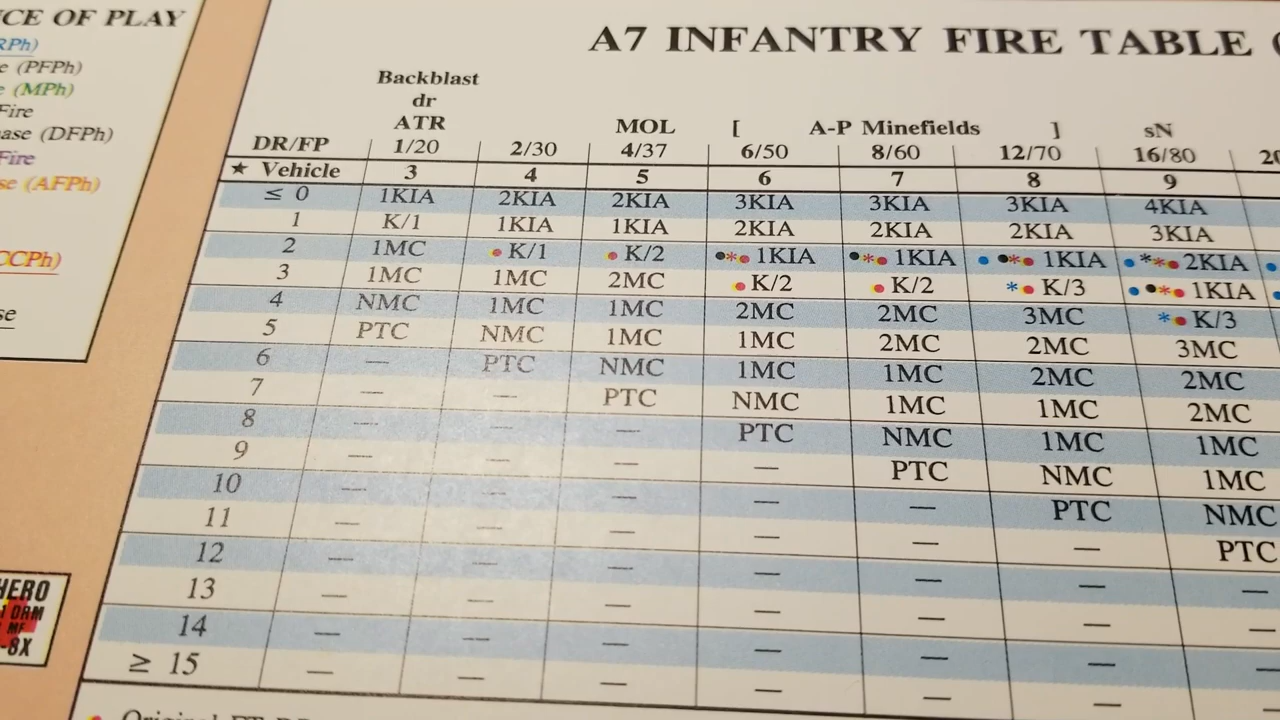 CE OF PLAY
RPh)
e (PFPh)
e (MPh)
Fire
ase (DFPh)
Fire
se (AFPh)
CCPh)
se
HERO
1 DRM
MF
-8X
A7 INFANTRY FIRE TABLE (
Backblast
dr
ATR MOL [ A-P Minefields ] sN
DR/FP 1/20 2/30 4/37 6/50 8/60 12/70 16/80 20
★ Vehicle 3 4 5 6 7 8 9
≤ 0 1KIA 2KIA 2KIA 3KIA 3KIA 3KIA 4KIA
1 K/1 1KIA 1KIA 2KIA 2KIA 2KIA 3KIA
2 1MC •K/1 •K/2 •*•1KIA •*•1KIA ••*•1KIA •**•2KIA •
3 1MC 1MC 2MC •K/2 •K/2 *•K/3 ••*•1KIA •
4 NMC 1MC 1MC 2MC 2MC 3MC *•K/3
5 PTC NMC 1MC 1MC 2MC 2MC 3MC
6 — PTC NMC 1MC 1MC 2MC 2MC
7 — — PTC NMC 1MC 1MC 2MC
8 — — — PTC NMC 1MC 1MC
9 — — — — PTC NMC 1MC
10 — — — — — PTC NMC
11 — — — — — — PTC
12 — — — — — — —
13 — — — — — — —
14 — — — — — — —
≥ 15 — — — — — —
• Original